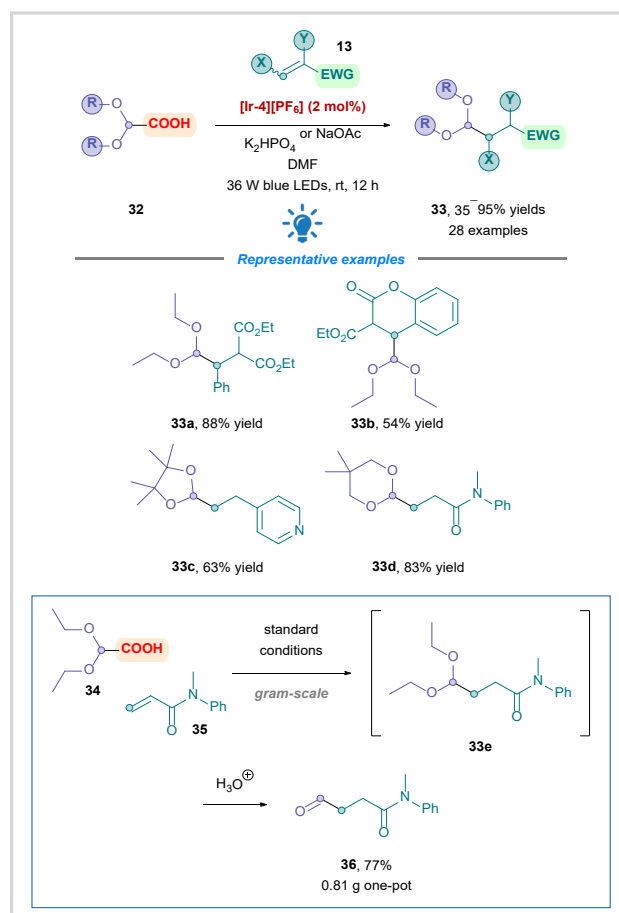 Y 13
X
EWG
R
O
COOH
O
R
[Ir-4][PF6] (2 mol%)
K2HPO4 or NaOAc
DMF
36 W blue LEDs, rt, 12 h
R
O
Y
R
O
EWG
X
32
33, 35‾95% yields
28 examples
Representative examples
O
O
CO2Et
CO2Et
Ph
33a, 88% yield
O
O
EtO2C
O
O
33b, 54% yield
O
O
N
33c, 63% yield
O
O
N
Ph
O
33d, 83% yield
O
COOH
O
34
N
Ph
O
35
standard
conditions
gram-scale
O
O
N
Ph
O
33e
H3O⊕
O
N
Ph
O
36, 77%
0.81 g one-pot